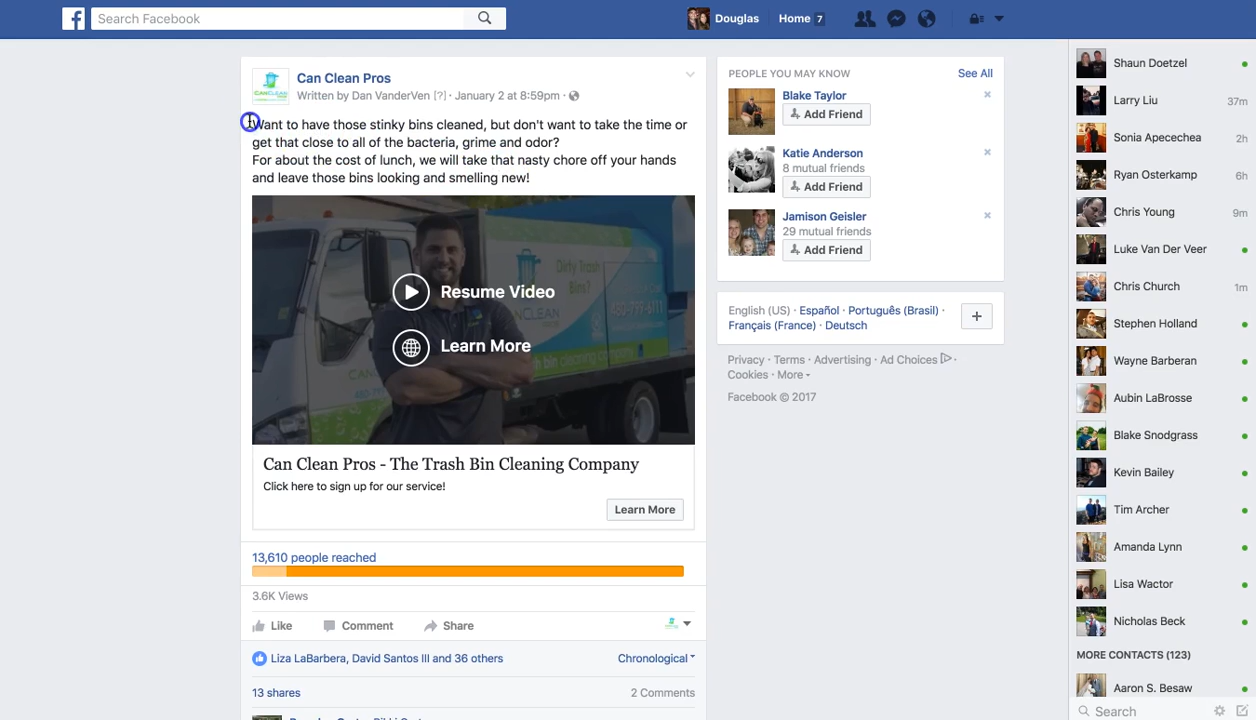 Search Facebook
Douglas
Home 7
Can Clean Pros
Written by Dan VanderVen [?] · January 2 at 8:59pm ·
Want to have those stinky bins cleaned, but don't want to take the time or
get that close to all of the bacteria, grime and odor?
For about the cost of lunch, we will take that nasty chore off your hands
and leave those bins looking and smelling new!
Dirty Trash
Bins?
480-795-6111
Resume Video
Learn More
Can Clean Pros - The Trash Bin Cleaning Company
Click here to sign up for our service!
Learn More
13,610 people reached
3.6K Views
Like
Comment
Share
Liza LaBarbera, David Santos III and 36 others
Chronological
13 shares
2 Comments
PEOPLE YOU MAY KNOW
See All
Blake Taylor
Add Friend
Katie Anderson
8 mutual friends
Add Friend
Jamison Geisler
29 mutual friends
Add Friend
English (US) · Español · Português (Brasil) ·
Français (France) · Deutsch
Privacy · Terms · Advertising · Ad Choices ·
Cookies · More
Facebook © 2017
Shaun Doetzel
Larry Liu 37m
Sonia Apecechea 2h
Ryan Osterkamp 6h
Chris Young 9m
Luke Van Der Veer
Chris Church 1m
Stephen Holland
Wayne Barberan
Aubin LaBrosse
Blake Snodgrass
Kevin Bailey
Tim Archer
Amanda Lynn
Lisa Wactor
Nicholas Beck
MORE CONTACTS (123)
Aaron S. Besaw
Search